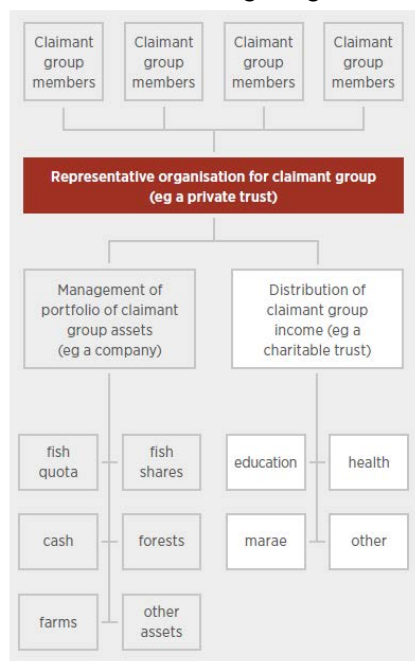 Claimant
group
members
Claimant
group
members
Claimant
group
members
Claimant
group
members
Representative organisation for claimant group
(eg a private trust)
Management of
portfolio of claimant
group assets
(eg a company)
Distribution of
claimant group
income (eg a
charitable trust)
fish
quota
fish
shares
education
health
cash
forests
marae
other
farms
other
assets